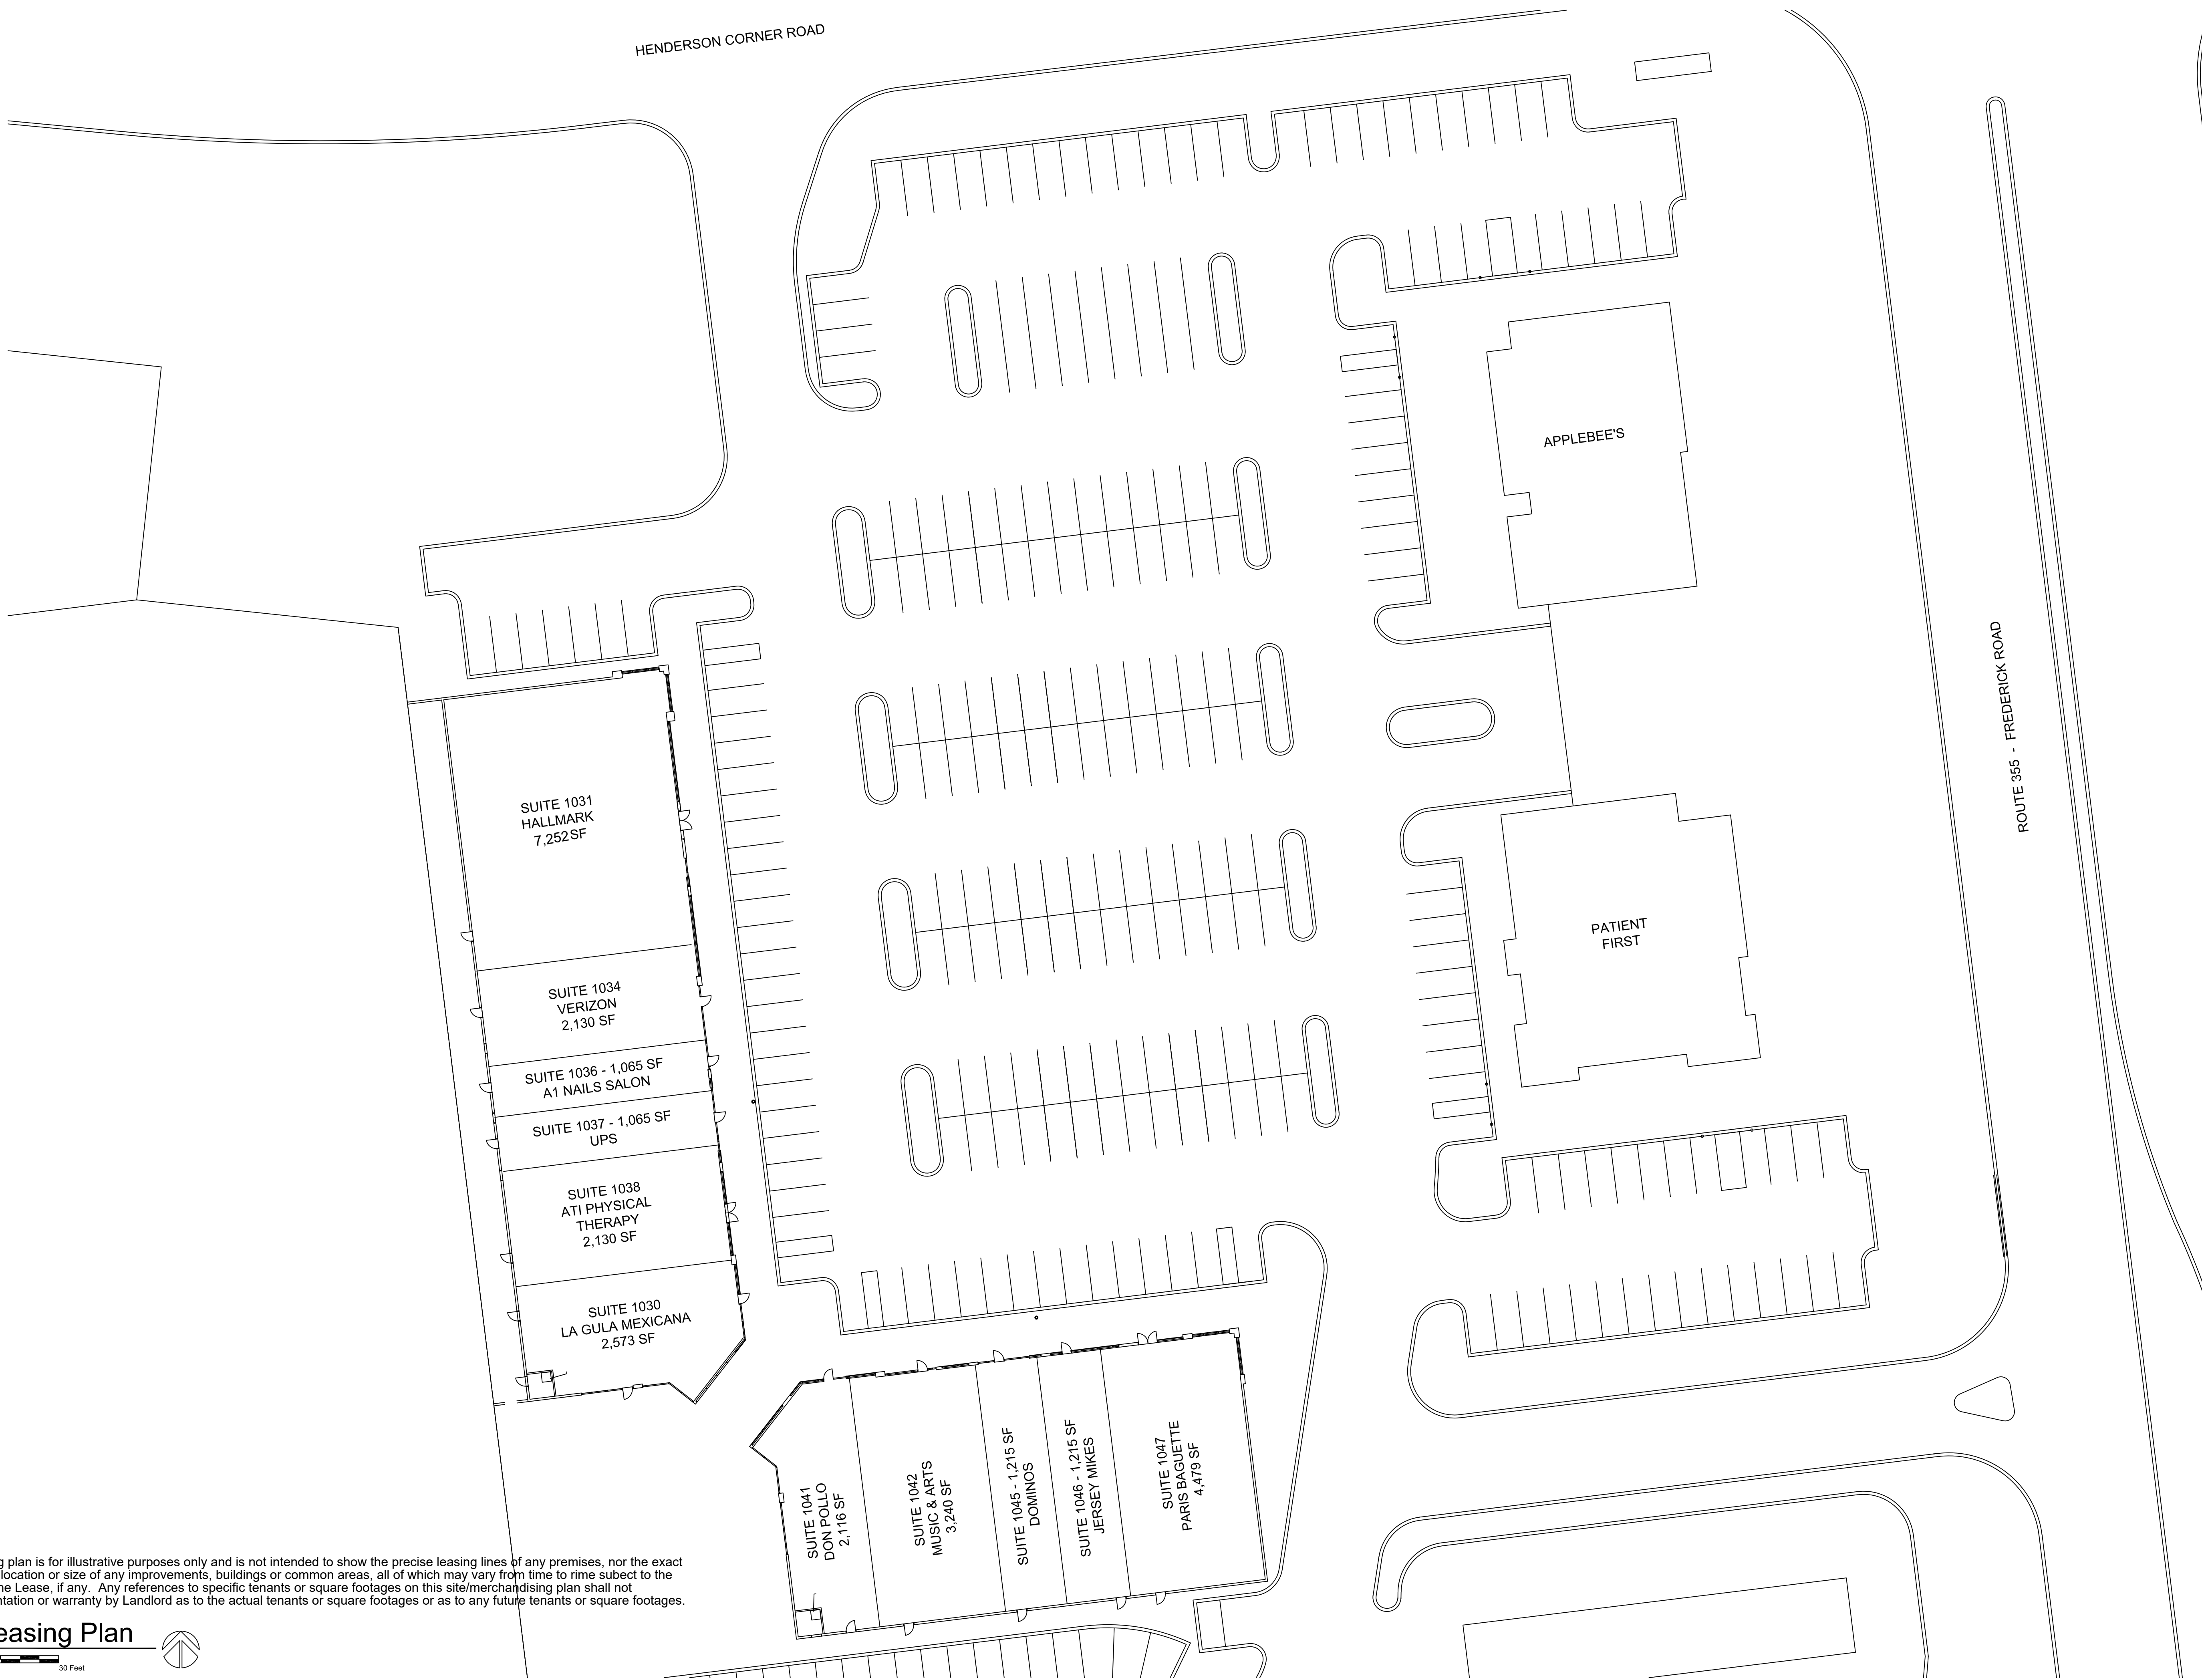 HENDERSON CORNER ROAD
APPLEBEE'S
ROUTE 355 - FREDERICK ROAD
SUITE 1031
HALLMARK
7,252SF
PATIENT
FIRST
SUITE 1034
VERIZON
2,130 SF
SUITE 1036 - 1,065 SF
A1 NAILS SALON
SUITE 1037 - 1,065 SF
UPS
SUITE 1038
ATI PHYSICAL
THERAPY
2,130 SF
SUITE 1030
LA GULA MEXICANA
2,573 SF
SUITE 1041
DON POLLO
2,116 SF
SUITE 1042
MUSIC & ARTS
3,240 SF
SUITE 1045 - 1,215 SF
DOMINOS
SUITE 1046 - 1,215 SF
JERSEY MIKES
SUITE 1047
PARIS BAGUETTE
4,479 SF
plan is for illustrative purposes only and is not intended to show the precise leasing lines of any premises, nor the exact
location or size of any improvements, buildings or common areas, all of which may vary from time to rime subect to the
Lease, if any. Any references to specific tenants or square footages on this site/merchandising plan shall not
or warranty by Landlord as to the actual tenants or square footages or as to any future tenants or square footages.
easing Plan
30 Feet